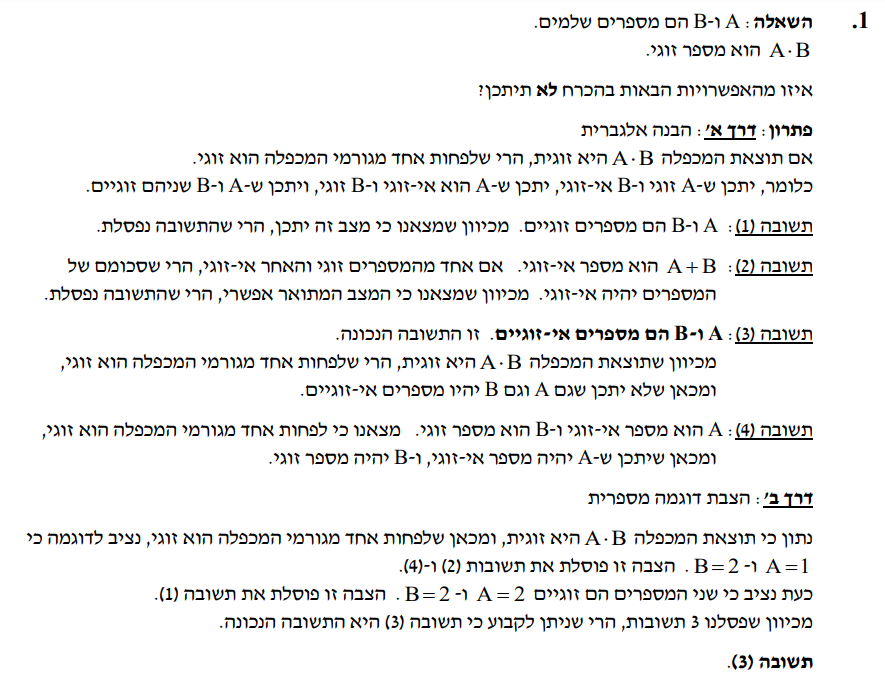 1. השאלה: A ו-B הם מספרים שלמים.
A·B הוא מספר זוגי.
איזו מהאפשרויות הבאות בהכרח לא תיתכן?
פתרון: דרך א': הבנה אלגברית
אם תוצאת המכפלה A·B היא זוגית, הרי שלפחות אחד מגורמי המכפלה הוא זוגי.
כלומר, יתכן ש-A זוגי ו-B אי-זוגי, יתכן ש-A הוא אי-זוגי ו-B זוגי, ויתכן ש-A ו-B שניהם זוגיים.
תשובה (1): A ו-B הם מספרים זוגיים. מכיוון שמצאנו כי מצב זה יתכן, הרי שהתשובה נפסלת.
תשובה (2): A+B הוא מספר אי-זוגי. אם אחד מהמספרים זוגי והאחר אי-זוגי, הרי שסכומם של
המספרים יהיה אי-זוגי. מכיוון שמצאנו כי המצב המתואר אפשרי, הרי שהתשובה נפסלת.
תשובה (3): A ו-B הם מספרים אי-זוגיים. זו התשובה הנכונה.
מכיוון שתוצאת המכפלה A·B היא זוגית, הרי שלפחות אחד מגורמי המכפלה הוא זוגי,
ומכאן שלא יתכן שגם A וגם B יהיו מספרים אי-זוגיים.
תשובה (4): A הוא מספר אי-זוגי ו-B הוא מספר זוגי. מצאנו כי לפחות אחד מגורמי המכפלה הוא זוגי,
ומכאן שיתכן ש-A יהיה מספר אי-זוגי, ו-B יהיה מספר זוגי.
דרך ב': הצבת דוגמה מספרית
נתון כי תוצאת המכפלה A·B היא זוגית, ומכאן שלפחות אחד מגורמי המכפלה הוא זוגי, נציב לדוגמה כי
A=1 ו- B=2. הצבה זו פוסלת את תשובות (2) ו-(4).
כעת נציב כי שני המספרים הם זוגיים A=2 ו- B=2. הצבה זו פוסלת את תשובה (1).
מכיוון שפסלנו 3 תשובות, הרי שניתן לקבוע כי תשובה (3) היא התשובה הנכונה.
תשובה (3).